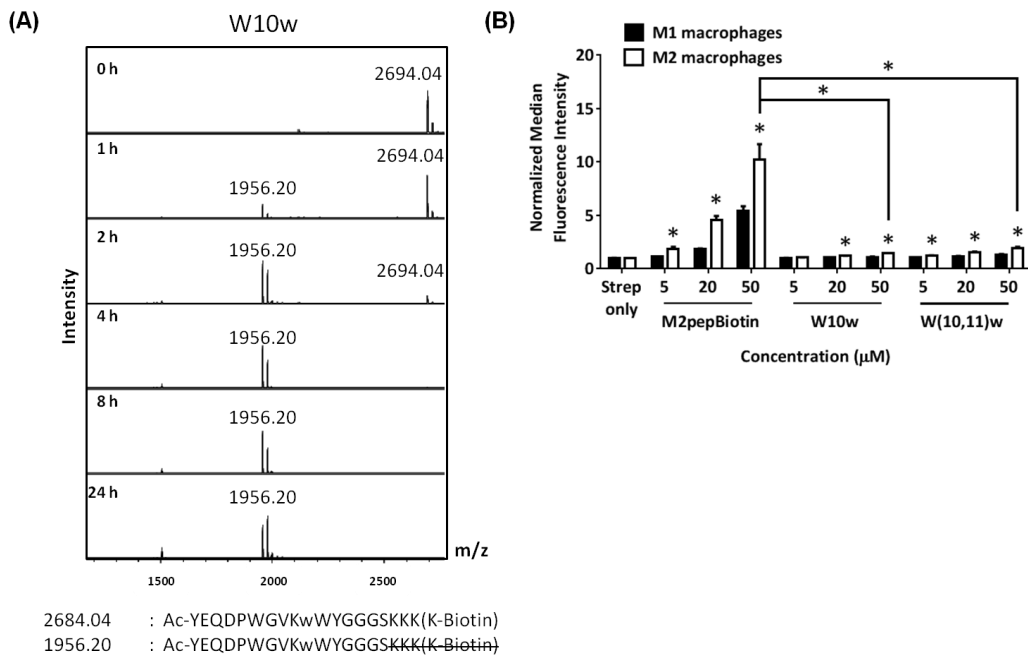 (A)
W10w
0 h
2694.04
1 h
2694.04
1956.20
2 h
1956.20
2694.04
4 h
1956.20
8 h
1956.20
24 h
1956.20
Intensity
m/z
1500 2000 2500
2684.04 : Ac-YEQDPWGVKwWYGGGSKKK(K-Biotin)
1956.20 : Ac-YEQDPWGVKwWYGGGSKKK(K-Biotin)
(B)
M1 macrophages
M2 macrophages
Normalized Median
Fluorescence Intensity
20
15
10
5
0
*
*
* * * * * * * *
Strep only
5 20 50 5 20 50 5 20 50
M2pepBiotin W10w W(10,11)w
Concentration (μM)